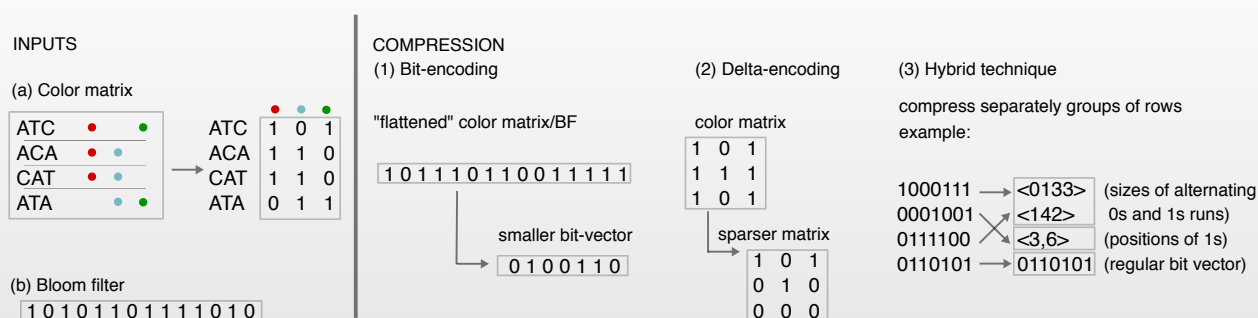 INPUTS
(a) Color matrix
ATC
ACA
CAT
ATA
ATC 1 0 1
ACA 1 1 0
CAT 1 1 0
ATA 0 1 1
(b) Bloom filter
1 0 1 0 1 1 0 1 1 1 1 0 1 0
COMPRESSION
(1) Bit-encoding
"flattened" color matrix/BF
1 0 1 1 1 0 1 1 0 0 1 1 1 1 1
smaller bit-vector
0 1 0 0 1 1 0
(2) Delta-encoding
color matrix
1 0 1
1 1 1
1 0 1
sparser matrix
1 0 1
0 1 0
0 0 0
(3) Hybrid technique
compress separately groups of rows
example:
1000111 <0133> (sizes of alternating
0001001 <142> 0s and 1s runs)
0111100 <3,6> (positions of 1s)
0110101 0110101 (regular bit vector)